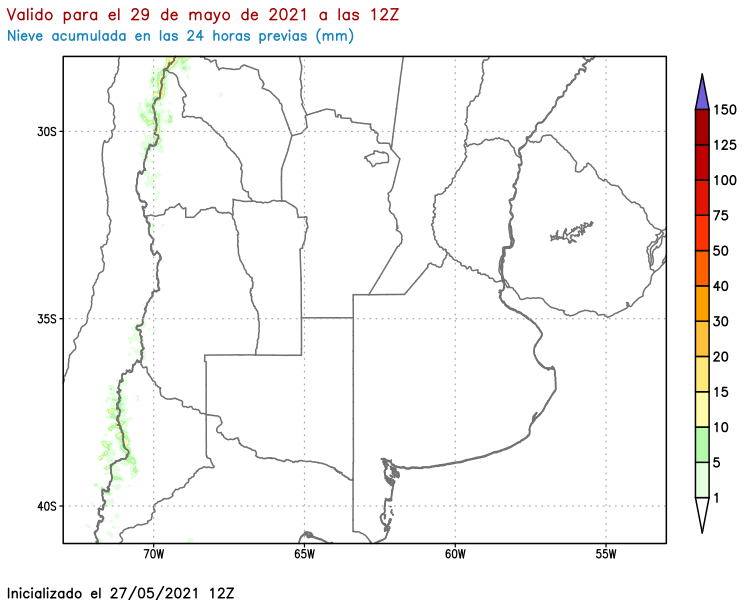 Valido para el 29 de mayo de 2021 a las 12Z
Nieve acumulada en las 24 horas previas (mm)
150
125
100
75
50
40
30
20
15
10
5
1
30S
35S
40S
70W 65W 60W 55W
Inicializado el 27/05/2021 12Z